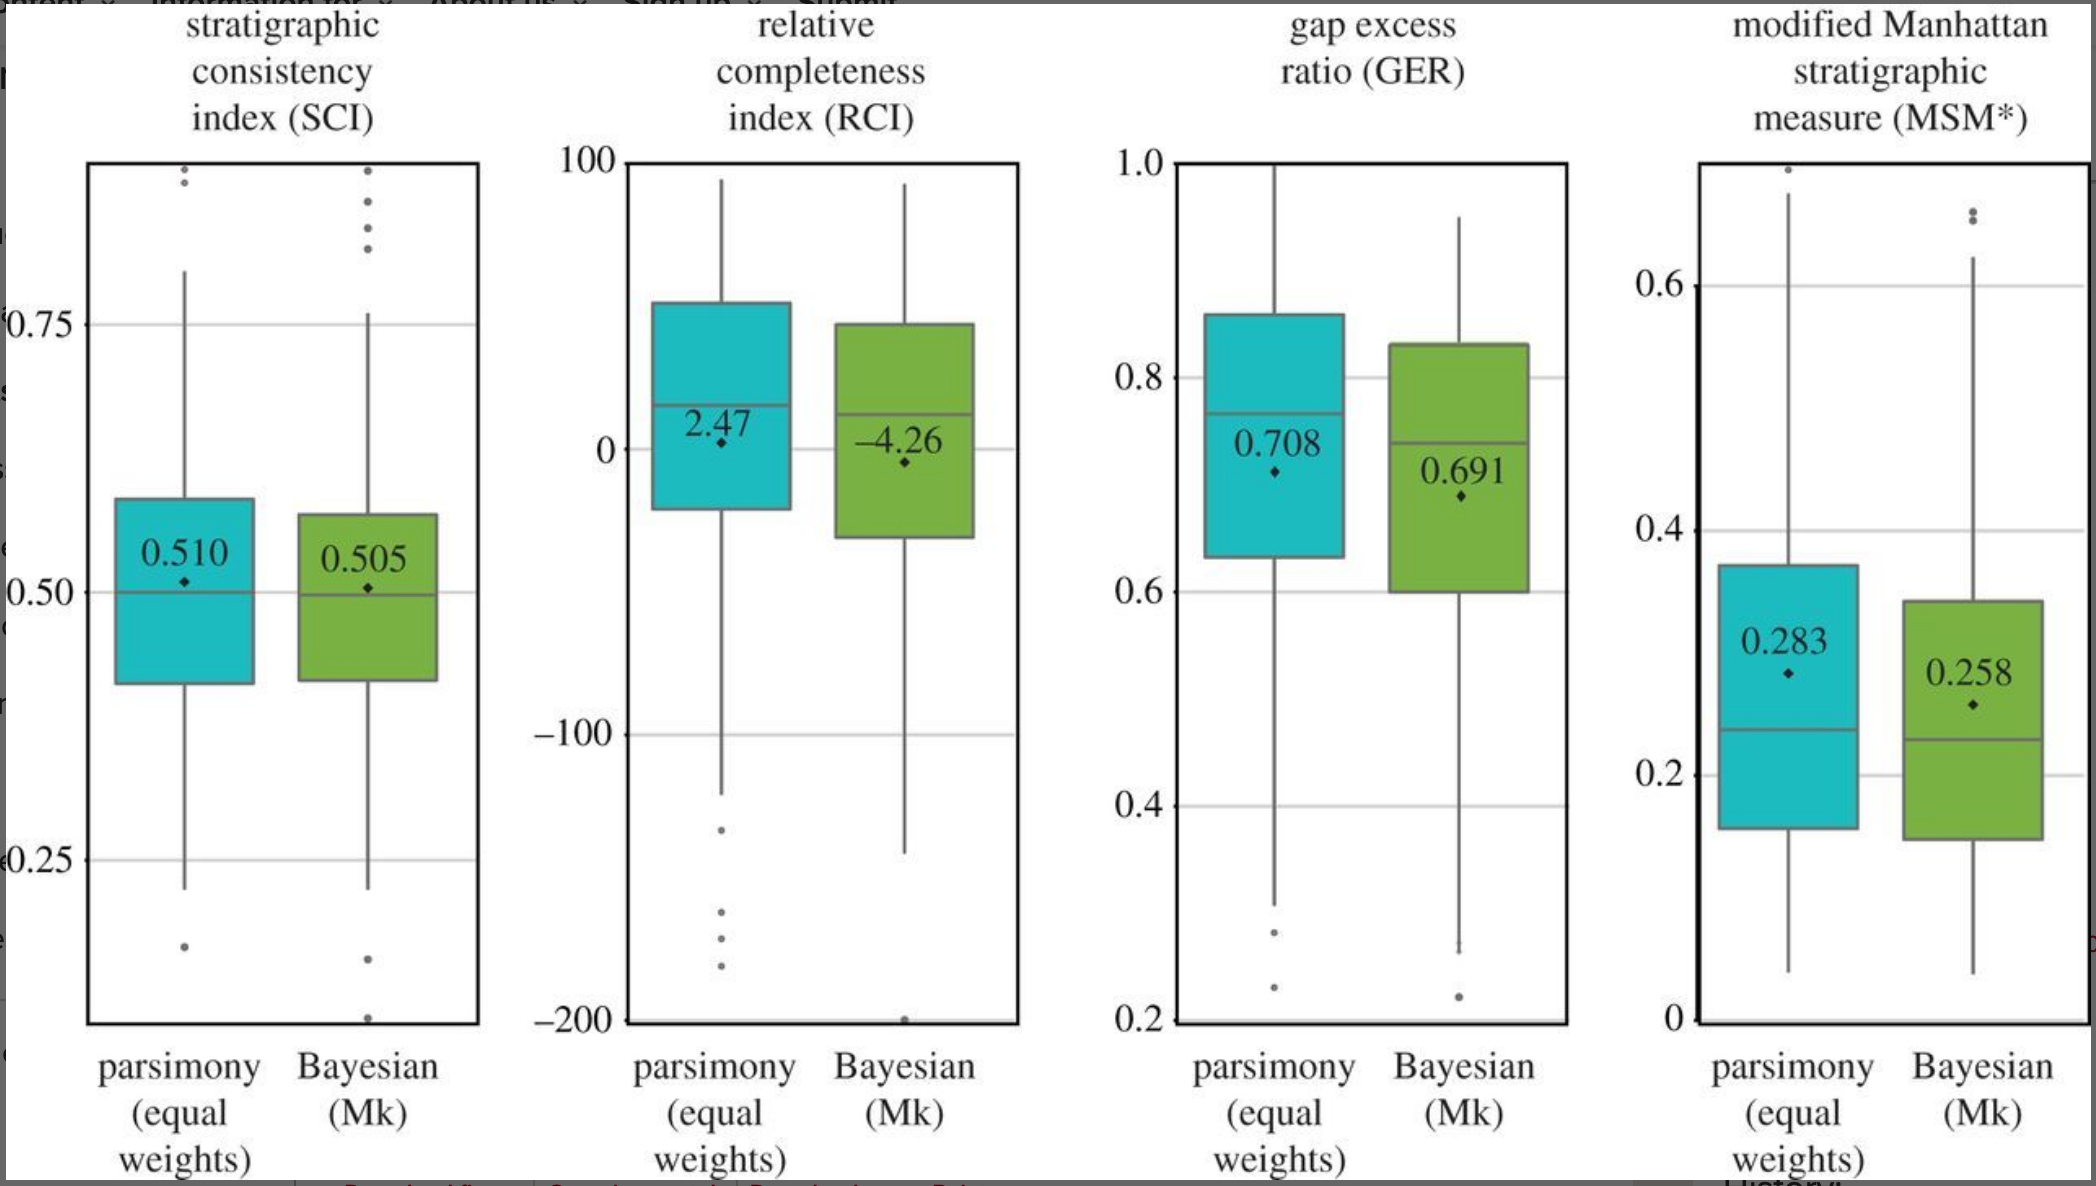 stratigraphic
consistency
index (SCI)
0.75
0.50
0.25
0.510
0.505
parsimony
(equal
weights)
Bayesian
(Mk)
relative
completeness
index (RCI)
100
0
–100
–200
2.47
–4.26
parsimony
(equal
weights)
Bayesian
(Mk)
gap excess
ratio (GER)
1.0
0.8
0.6
0.4
0.2
0.708
0.691
parsimony
(equal
weights)
Bayesian
(Mk)
modified Manhattan
stratigraphic
measure (MSM*)
0.6
0.4
0.2
0
0.283
0.258
parsimony
(equal
weights)
Bayesian
(Mk)